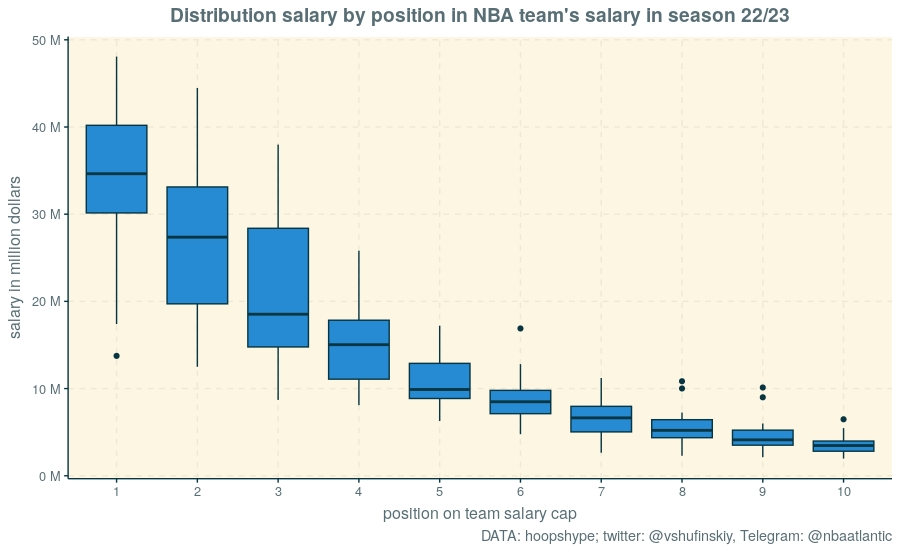 Distribution salary by position in NBA team's salary in season 22/23
50 M
40 M
30 M
20 M
10 M
0 M
salary in million dollars
1 2 3 4 5 6 7 8 9 10
position on team salary cap
DATA: hoopshype; twitter: @vshufinskiy, Telegram: @nbaatlantic